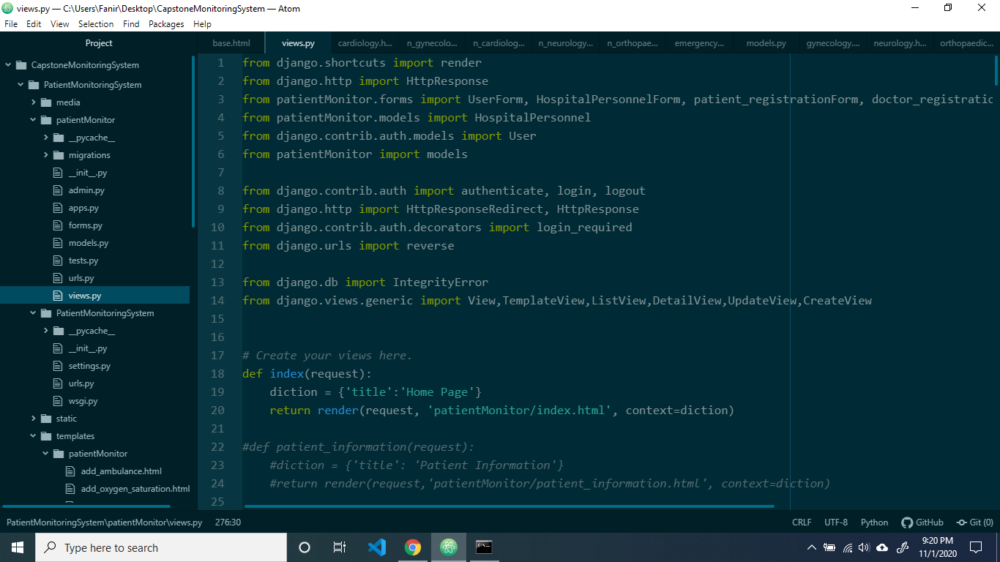 views.py — C:\Users\Fanir\Desktop\CapstoneMonitoringSystem — Atom
File Edit View Selection Find Packages Help
Project
base.html views.py cardiology.h... n_gynecolo... n_cardiolog... n_neurology... n_orthopae... emergency... models.py gynecology.... neurology.h... orthopaedic...
CapstoneMonitoringSystem
PatientMonitoringSystem
media
patientMonitor
__pycache__
migrations
__init__.py
admin.py
apps.py
forms.py
models.py
tests.py
urls.py
views.py
PatientMonitoringSystem
__pycache__
__init__.py
settings.py
urls.py
wsgi.py
static
templates
patientMonitor
add_ambulance.html
add_oxygen_saturation.html
1 from django.shortcuts import render
2 from django.http import HttpResponse
3 from patientMonitor.forms import UserForm, HospitalPersonnelForm, patient_registrationForm, doctor_registratio
4 from patientMonitor.models import HospitalPersonnel
5 from django.contrib.auth.models import User
6 from patientMonitor import models
7
8 from django.contrib.auth import authenticate, login, logout
9 from django.http import HttpResponseRedirect, HttpResponse
10 from django.contrib.auth.decorators import login_required
11 from django.urls import reverse
12
13 from django.db import IntegrityError
14 from django.views.generic import View,TemplateView,ListView,DetailView,UpdateView,CreateView
15
16
17 # Create your views here.
18 def index(request):
19 diction = {'title':'Home Page'}
20 return render(request, 'patientMonitor/index.html', context=diction)
21
22 #def patient_information(request):
23 #diction = {'title': 'Patient Information'}
24 #return render(request,'patientMonitor/patient_information.html', context=diction)
25
PatientMonitoringSystem\patientMonitor\views.py 276:30 CRLF UTF-8 Python GitHub Git (0)
Type here to search
9:20 PM
11/1/2020